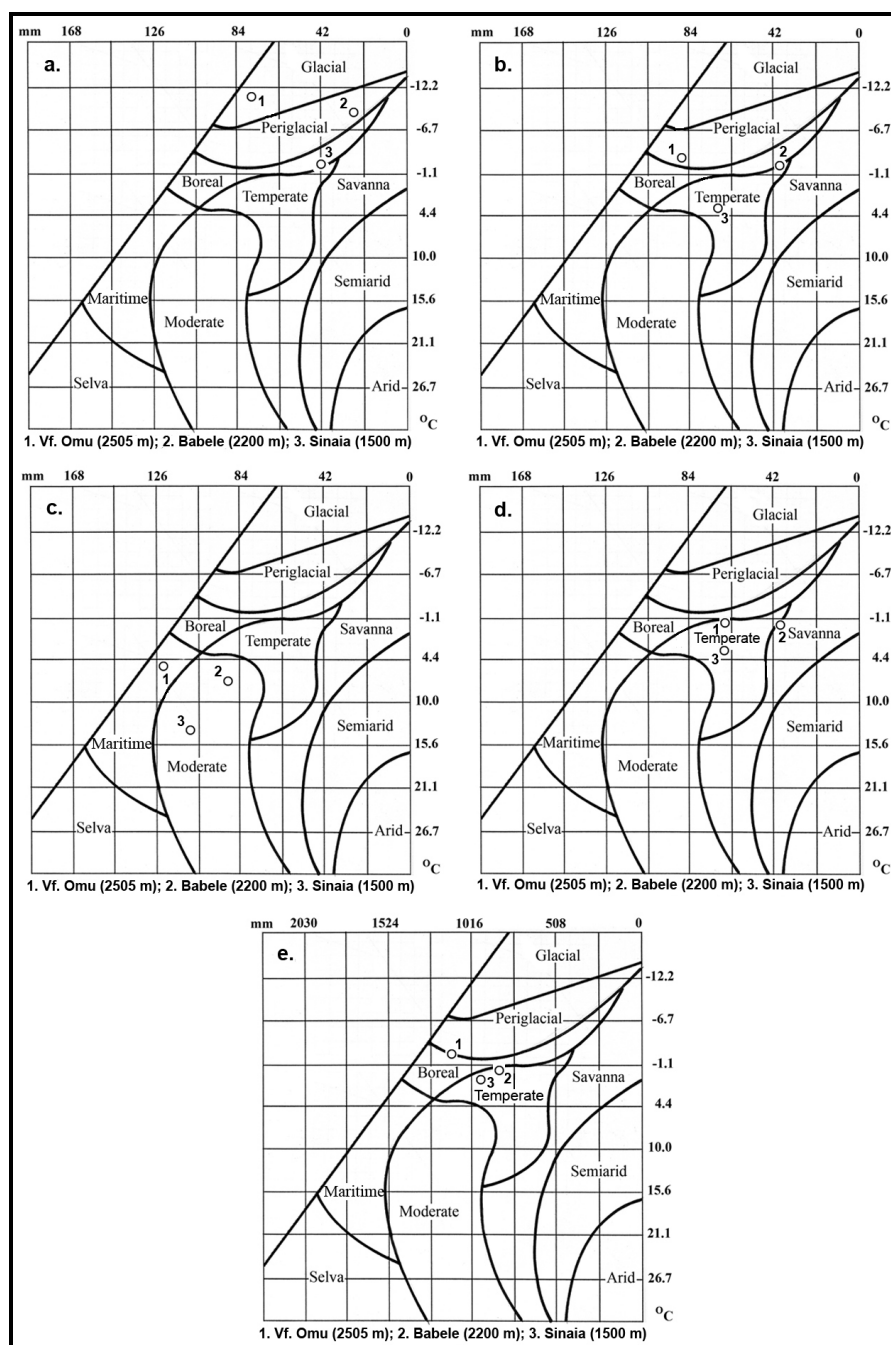 mm 168 126 84 42 0
a. Glacial
-12.2
1 2
Periglacial -6.7
3
-1.1
Boreal Temperate Savanna
4.4
10.0
Semiarid
Maritime 15.6
Moderate
21.1
Selva Arid 26.7
°C
1. Vf. Omu (2505 m); 2. Babele (2200 m); 3. Sinaia (1500 m)
mm 168 126 84 42 0
b. Glacial
-12.2
Periglacial -6.7
1 2
-1.1
Boreal Temperate Savanna
3 4.4
10.0
Semiarid
Maritime 15.6
Moderate
21.1
Selva Arid 26.7
°C
1. Vf. Omu (2505 m); 2. Babele (2200 m); 3. Sinaia (1500 m)
mm 168 126 84 42 0
c. Glacial
-12.2
Periglacial -6.7
-1.1
Boreal Temperate Savanna
4.4
1 2
10.0
3 Semiarid
Maritime 15.6
Moderate
21.1
Selva Arid 26.7
°C
1. Vf. Omu (2505 m); 2. Babele (2200 m); 3. Sinaia (1500 m)
mm 168 126 84 42 0
d. Glacial
-12.2
Periglacial -6.7
-1.1
Boreal 1 Temperate 2 Savanna
3 4.4
10.0
Semiarid
Maritime 15.6
Moderate
21.1
Selva Arid 26.7
°C
1. Vf. Omu (2505 m); 2. Babele (2200 m); 3. Sinaia (1500 m)
mm 2030 1524 1016 508 0
e. Glacial
-12.2
Periglacial -6.7
1
-1.1
Boreal 3 2 Savanna
Temperate 4.4
10.0
Semiarid
Maritime 15.6
Moderate
21.1
Selva Arid 26.7
°C
1. Vf. Omu (2505 m); 2. Babele (2200 m); 3. Sinaia (1500 m)